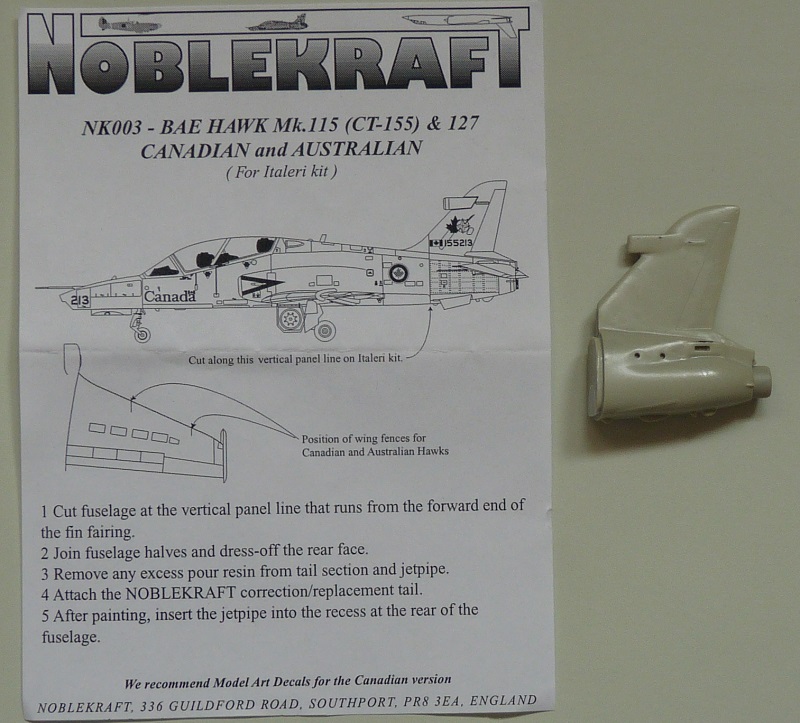 NOBLEKRAFT
NK003 - BAE HAWK Mk.115 (CT-155) & 127
CANADIAN and AUSTRALIAN
( For Italeri kit )
155213
213
Canada
Cut along this vertical panel line on Italeri kit.
Position of wing fences for
Canadian and Australian Hawks
1 Cut fuselage at the vertical panel line that runs from the forward end of
the fin fairing.
2 Join fuselage halves and dress-off the rear face.
3 Remove any excess pour resin from tail section and jetpipe.
4 Attach the NOBLEKRAFT correction/replacement tail.
5 After painting, insert the jetpipe into the recess at the rear of the
fuselage.
We recommend Model Art Decals for the Canadian version
NOBLEKRAFT, 336 GUILDFORD ROAD, SOUTHPORT, PR8 3EA, ENGLAND